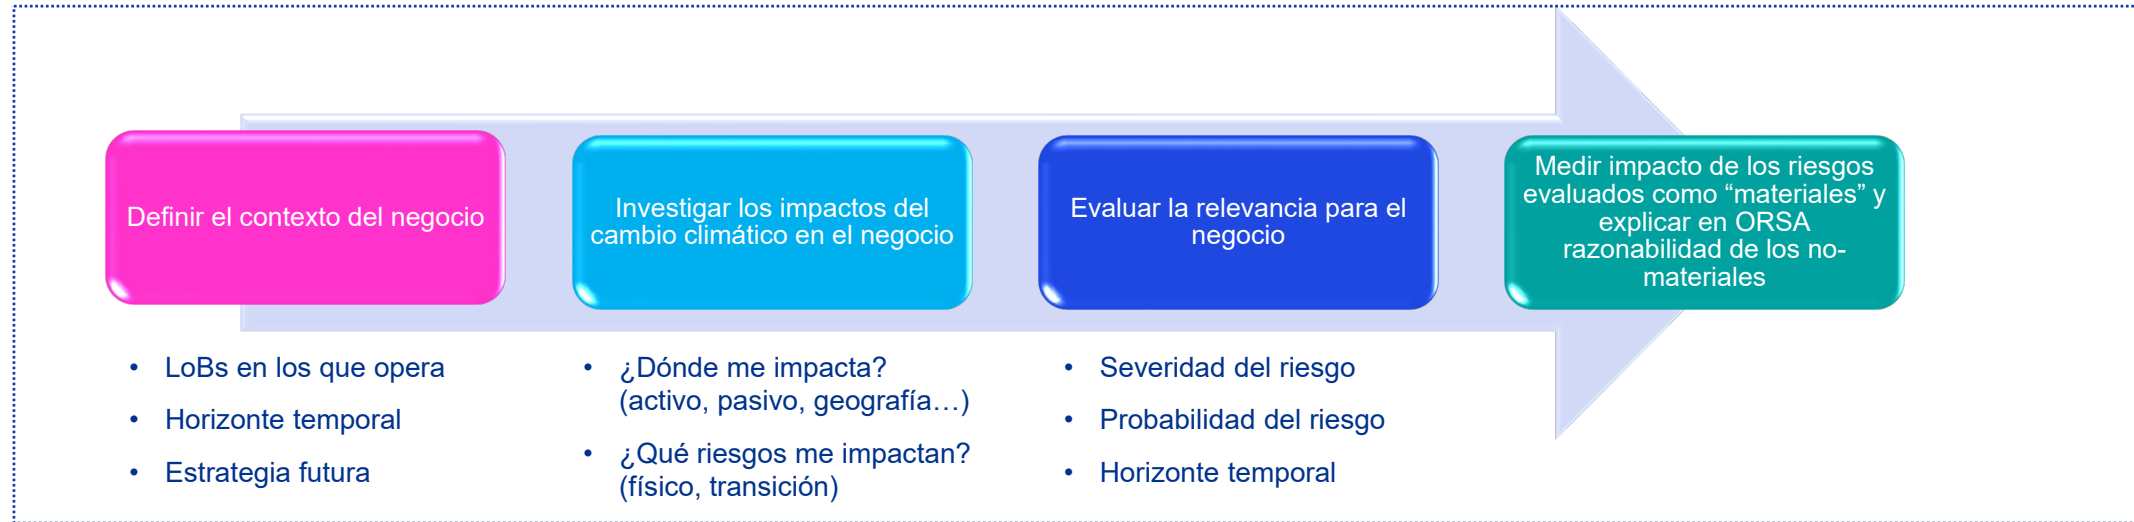 Definir el contexto del negocio
Investigar los impactos del
cambio climático en el negocio
Evaluar la relevancia para el
negocio
Medir impacto de los riesgos
evaluados como “materiales” y
explicar en ORSA
razonabilidad de los no-
materiales
• LoBs en los que opera
• Horizonte temporal
• Estrategia futura
• ¿Dónde me impacta?
(activo, pasivo, geografía…)
• ¿Qué riesgos me impactan?
(físico, transición)
• Severidad del riesgo
• Probabilidad del riesgo
• Horizonte temporal